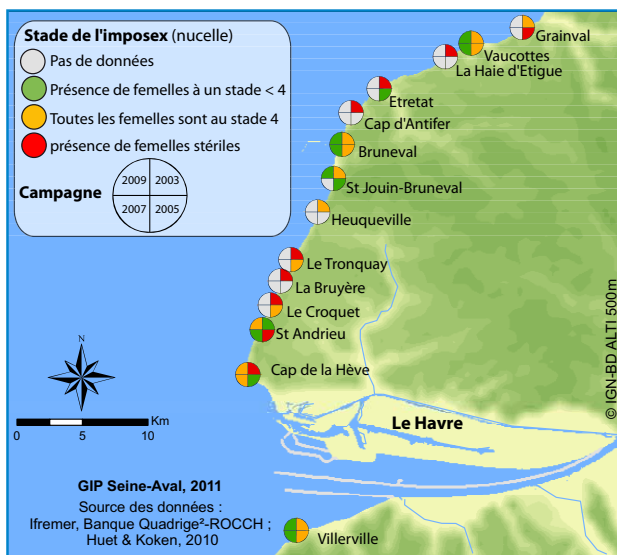 Stade de l'imposex (nucelle)
Pas de données
Présence de femelles à un stade < 4
Toutes les femelles sont au stade 4
présence de femelles stériles
Campagne
2009 2003
2007 2005
Grainval
Vaucottes
La Haie d'Etigue
Etretat
Cap d'Antifer
Bruneval
St Jouin-Bruneval
Heuqueville
Le Tronquay
La Bruyère
Le Croquet
St Andrieu
Cap de la Hève
© IGN-BD ALTI 500m
N
Km
0 5 10
Le Havre
GIP Seine-Aval, 2011
Source des données :
Ifremer, Banque Quadrige²-ROCCH ;
Huet & Koken, 2010
Villerville